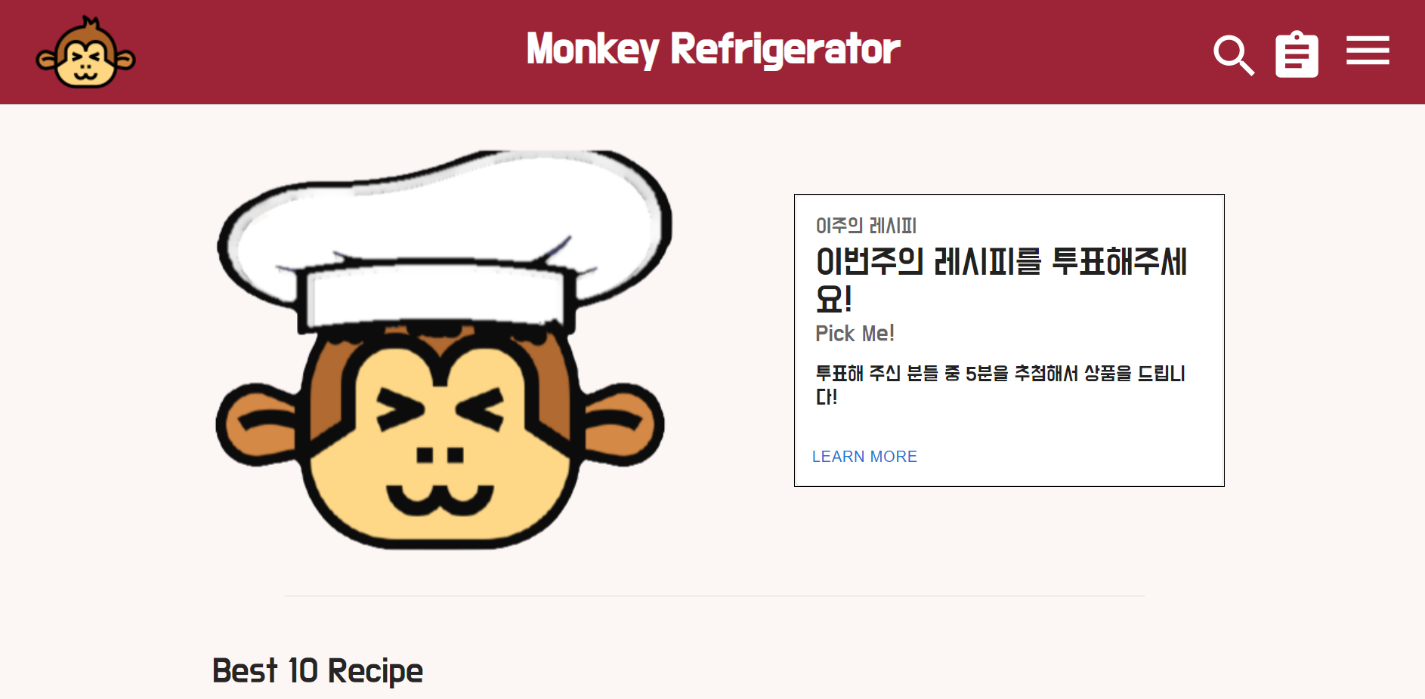 Monkey Refrigerator
이주의 레시피
이번주의 레시피를 투표해주세
요!
Pick Me!
투표해 주신 분들 중 5분을 추첨해서 상품을 드립니
다!
LEARN MORE
Best 10 Recipe